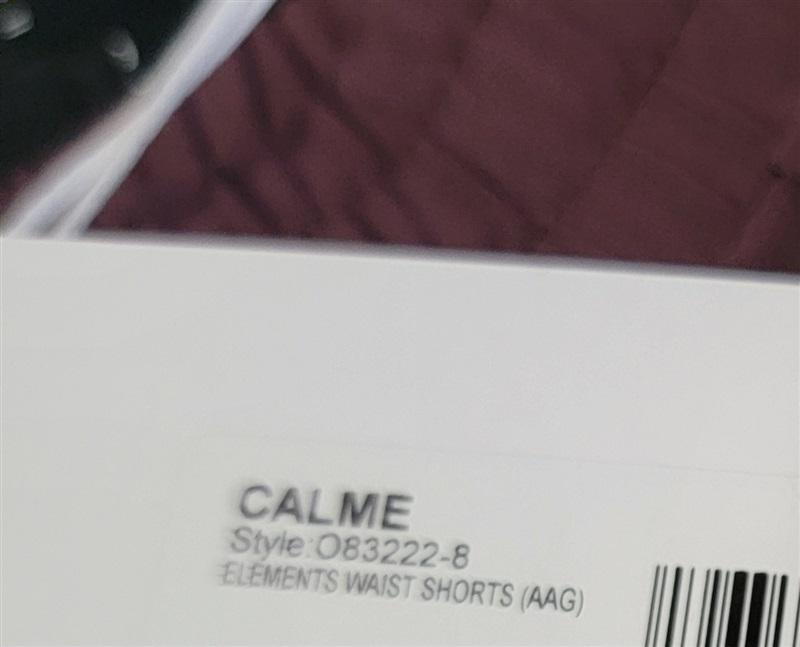 CALME
Style:O83222-8
ELEMENTS WAIST SHORTS (AAG)